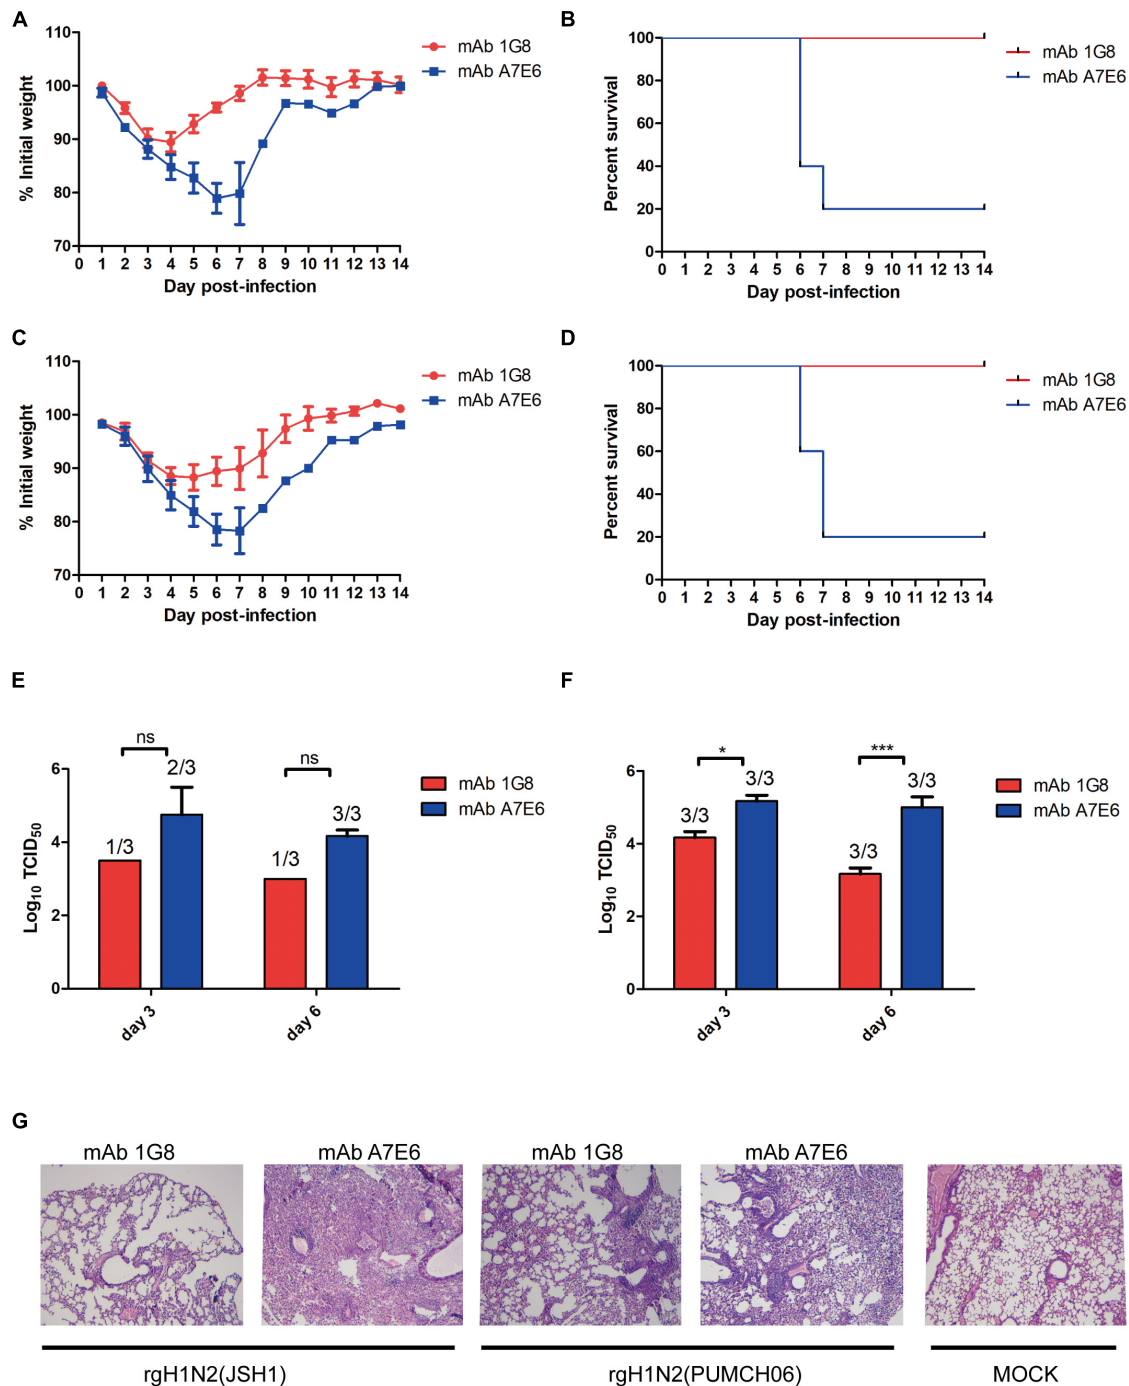 A
110
100
90
80
70
% Initial weight
0 1 2 3 4 5 6 7 8 9 10 11 12 13 14
Day post-infection
mAb 1G8
mAb A7E6
B
100
80
60
40
20
0
Percent survival
0 1 2 3 4 5 6 7 8 9 10 11 12 13 14
Day post-infection
mAb 1G8
mAb A7E6
C
110
100
90
80
70
% Initial weight
0 1 2 3 4 5 6 7 8 9 10 11 12 13 14
Day post-infection
mAb 1G8
mAb A7E6
D
100
80
60
40
20
0
Percent survival
0 1 2 3 4 5 6 7 8 9 10 11 12 13 14
Day post-infection
mAb 1G8
mAb A7E6
E
ns
ns
6
4
2
0
Log10 TCID50
1/3
2/3
1/3
3/3
day 3
day 6
mAb 1G8
mAb A7E6
F
*
***
6
4
2
0
Log10 TCID50
3/3
3/3
3/3
3/3
day 3
day 6
mAb 1G8
mAb A7E6
G
mAb 1G8
mAb A7E6
mAb 1G8
mAb A7E6
rgH1N2(JSH1)
rgH1N2(PUMCH06)
MOCK